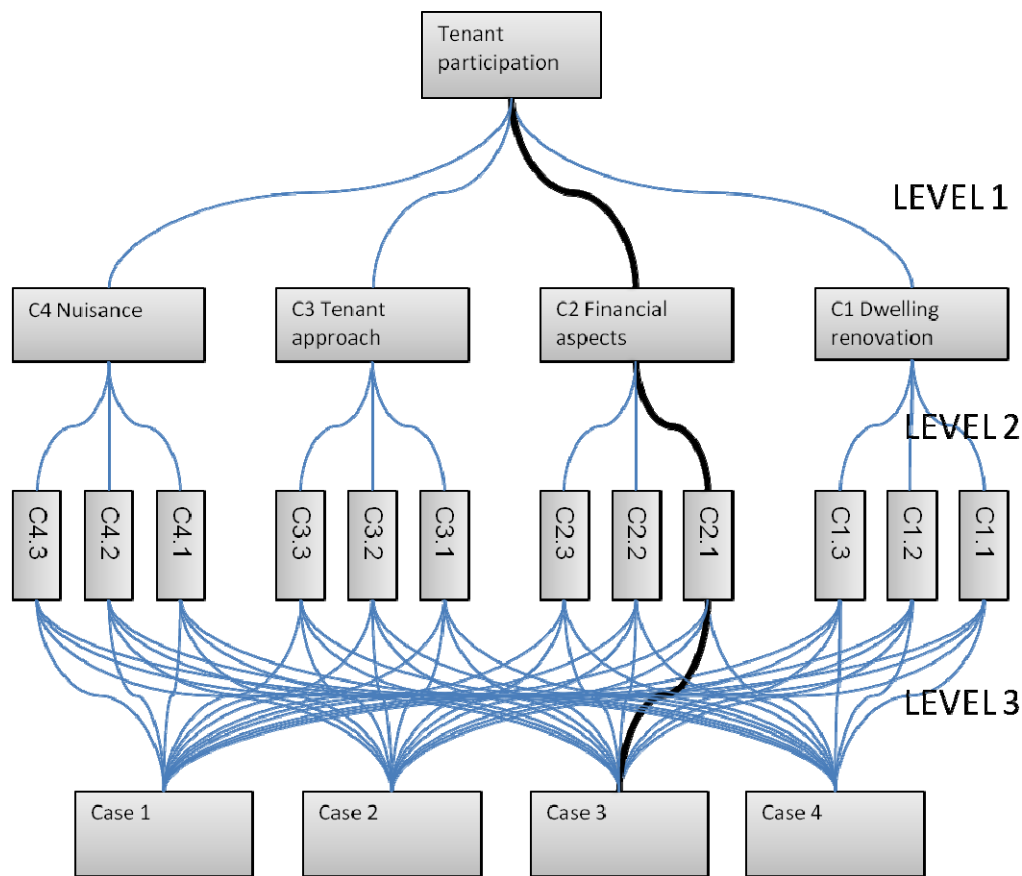 Tenant
participation
LEVEL 1
C4 Nuisance
C3 Tenant
approach
C2 Financial
aspects
C1 Dwelling
renovation
LEVEL 2
C4.3
C4.2
C4.1
C3.3
C3.2
C3.1
C2.3
C2.2
C2.1
C1.3
C1.2
C1.1
LEVEL 3
Case 1
Case 2
Case 3
Case 4